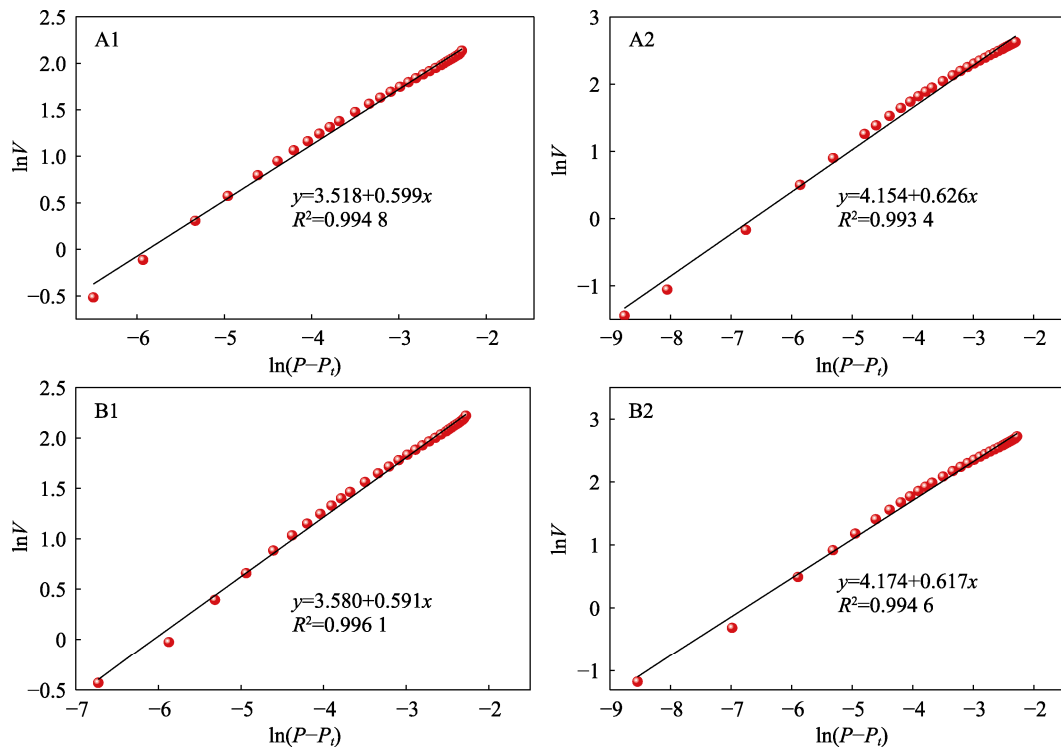 A1
2.5
2.0
1.5
1.0
0.5
0
−0.5
lnV
y=3.518+0.599x
R²=0.994 8
−6 −5 −4 −3 −2
ln(P−Pₜ)
A2
3
2
1
0
−1
lnV
y=4.154+0.626x
R²=0.993 4
−9 −8 −7 −6 −5 −4 −3 −2
ln(P−Pₜ)
B1
2.5
2.0
1.5
1.0
0.5
0
−0.5
lnV
y=3.580+0.591x
R²=0.996 1
−7 −6 −5 −4 −3 −2
ln(P−Pₜ)
B2
3
2
1
0
−1
lnV
y=4.174+0.617x
R²=0.994 6
−9 −8 −7 −6 −5 −4 −3 −2
ln(P−Pₜ)